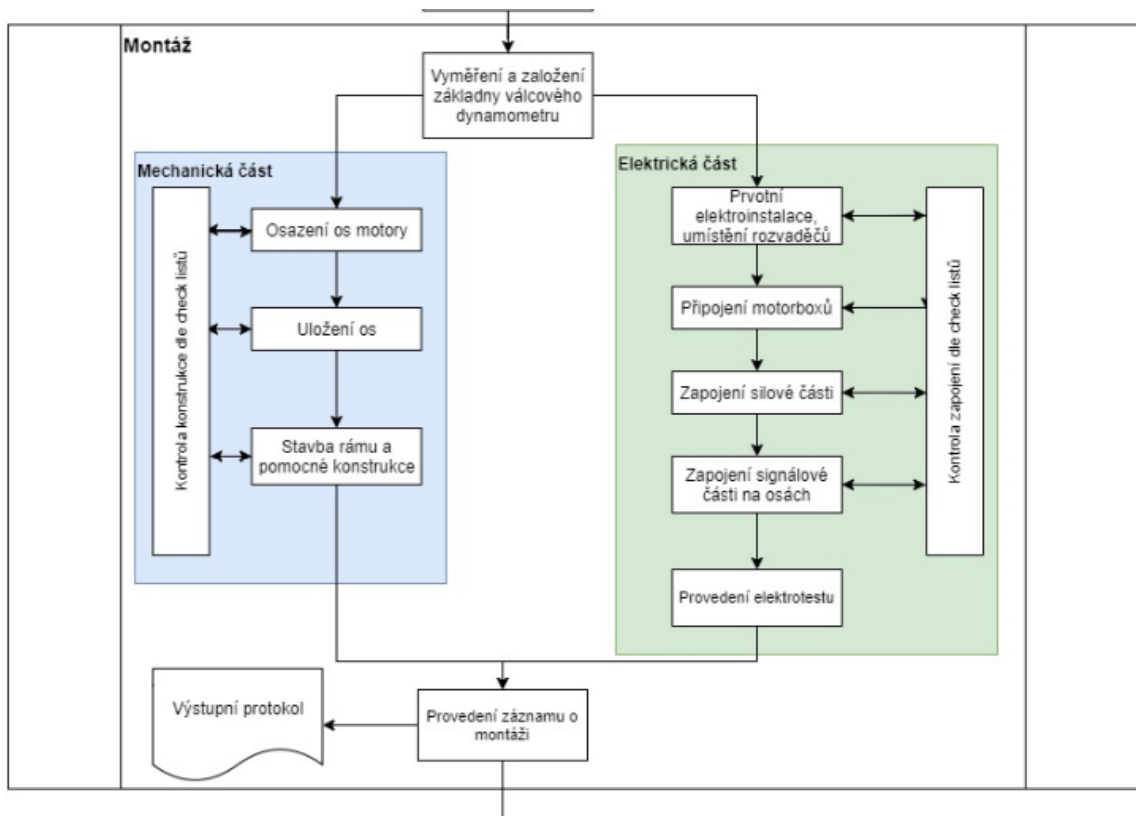 Montáž
Vyměření a založení
základny válcového
dynamometru
Mechanická část
Kontrola konstrukce dle check listů
Osazení os motory
Uložení os
Stavba rámu a
pomocné konstrukce
Elektrická část
Prvotní
elektroinstalace,
umístění rozvaděčů
Připojení motorboxů
Zapojení silové části
Zapojení signálové
části na osách
Provedení elektrotestu
Kontrola zapojení dle check listů
Výstupní protokol
Provedení záznamu o
montáži